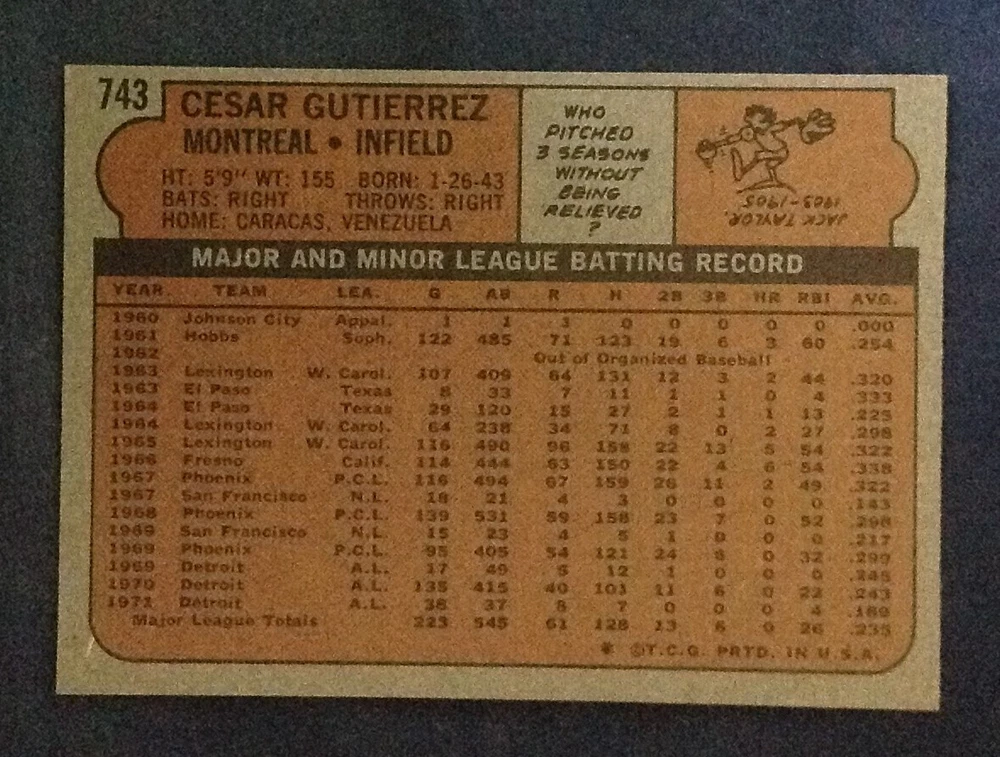 743
CESAR GUTIERREZ
MONTREAL • INFIELD
HT: 5'9" WT: 155 BORN: 1-26-43
BATS: RIGHT THROWS: RIGHT
HOME: CARACAS, VENEZUELA
WHO
PITCHED
3 SEASONS
WITHOUT
BEING
RELIEVED
?
JACK TAYLOR,
1903-1905
MAJOR AND MINOR LEAGUE BATTING RECORD
YEAR TEAM LEA. G AB R H 2B 3B HR RBI AVG.
1960 Johnson City Appal. 1 1 0 0 0 0 0 .000
1961 Hobbs Soph. 122 485 71 123 19 6 3 60 .254
1962 Out of Organized Baseball
1963 Lexington W. Carol. 107 409 64 131 12 3 2 44 .320
1963 El Paso Texas 8 33 7 11 1 1 0 4 .333
1964 El Paso Texas 29 120 15 27 2 1 1 13 .225
1964 Lexington W. Carol. 64 238 34 71 8 0 2 27 .298
1965 Lexington W. Carol. 116 490 96 158 22 13 5 54 .322
1966 Fresno Calif. 114 444 63 150 22 4 6 54 .338
1967 Phoenix P.C.L. 116 494 67 159 26 11 2 49 .322
1967 San Francisco N.L. 18 21 4 3 0 0 0 0 .143
1968 Phoenix P.C.L. 139 531 59 158 23 7 0 52 .298
1969 San Francisco N.L. 15 23 4 5 1 0 0 0 .217
1969 Phoenix P.C.L. 95 405 54 121 24 8 0 32 .299
1969 Detroit A.L. 17 49 5 12 1 0 0 0 .245
1970 Detroit A.L. 135 415 40 101 11 6 0 22 .243
1971 Detroit A.L. 38 37 8 7 0 0 0 4 .189
Major League Totals 223 545 61 128 13 6 0 26 .235
* ©T.C.G. PRTD. IN U.S.A.